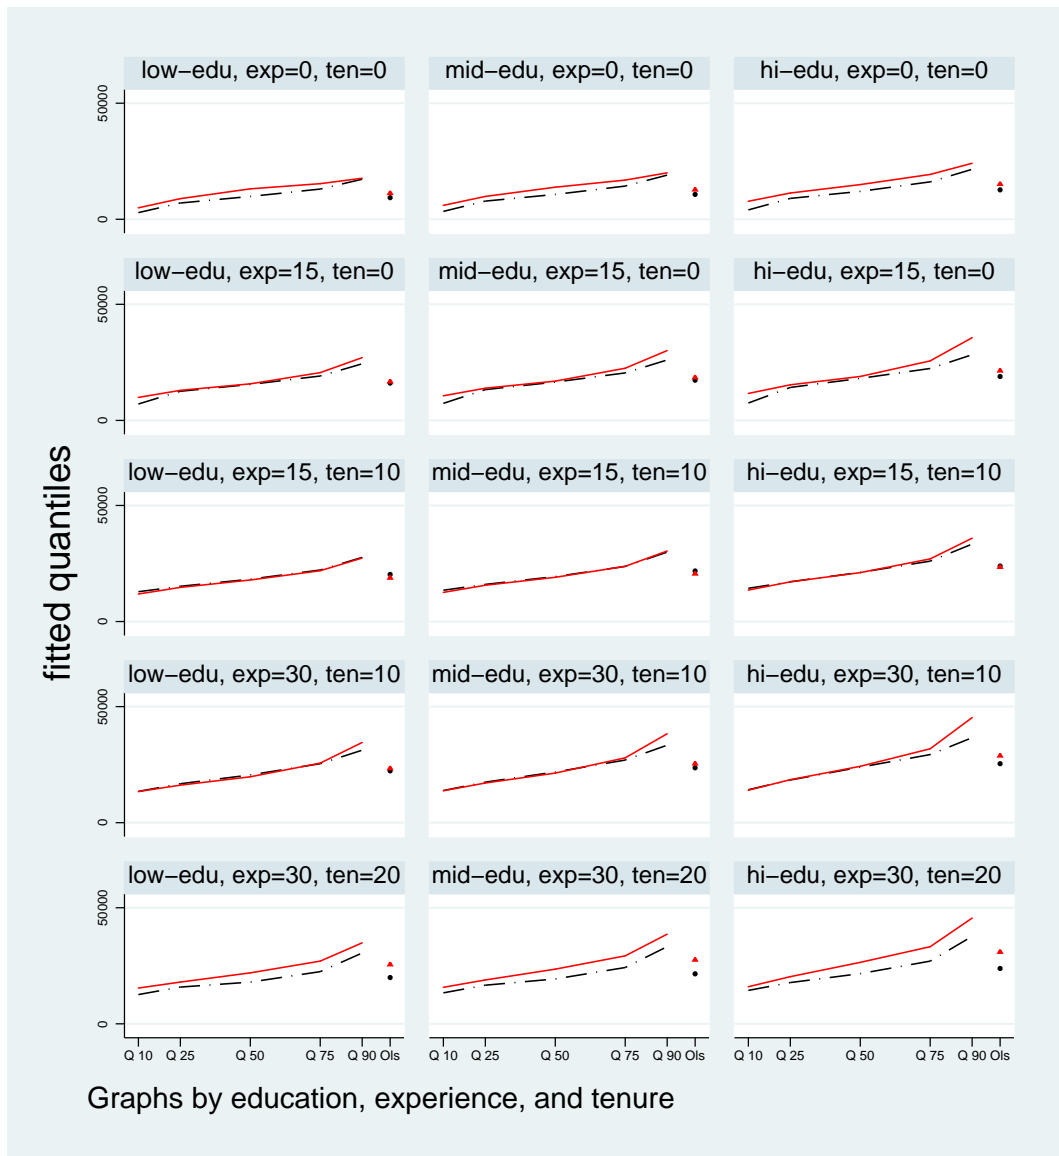 low−edu, exp=0, ten=0
mid−edu, exp=0, ten=0
hi−edu, exp=0, ten=0
50000
0
low−edu, exp=15, ten=0
mid−edu, exp=15, ten=0
hi−edu, exp=15, ten=0
50000
0
fitted quantiles
low−edu, exp=15, ten=10
mid−edu, exp=15, ten=10
hi−edu, exp=15, ten=10
50000
0
low−edu, exp=30, ten=10
mid−edu, exp=30, ten=10
hi−edu, exp=30, ten=10
50000
0
low−edu, exp=30, ten=20
mid−edu, exp=30, ten=20
hi−edu, exp=30, ten=20
50000
0
Q 10 Q 25 Q 50 Q 75 Q 90 Ols
Q 10 Q 25 Q 50 Q 75 Q 90 Ols
Q 10 Q 25 Q 50 Q 75 Q 90 Ols
Graphs by education, experience, and tenure